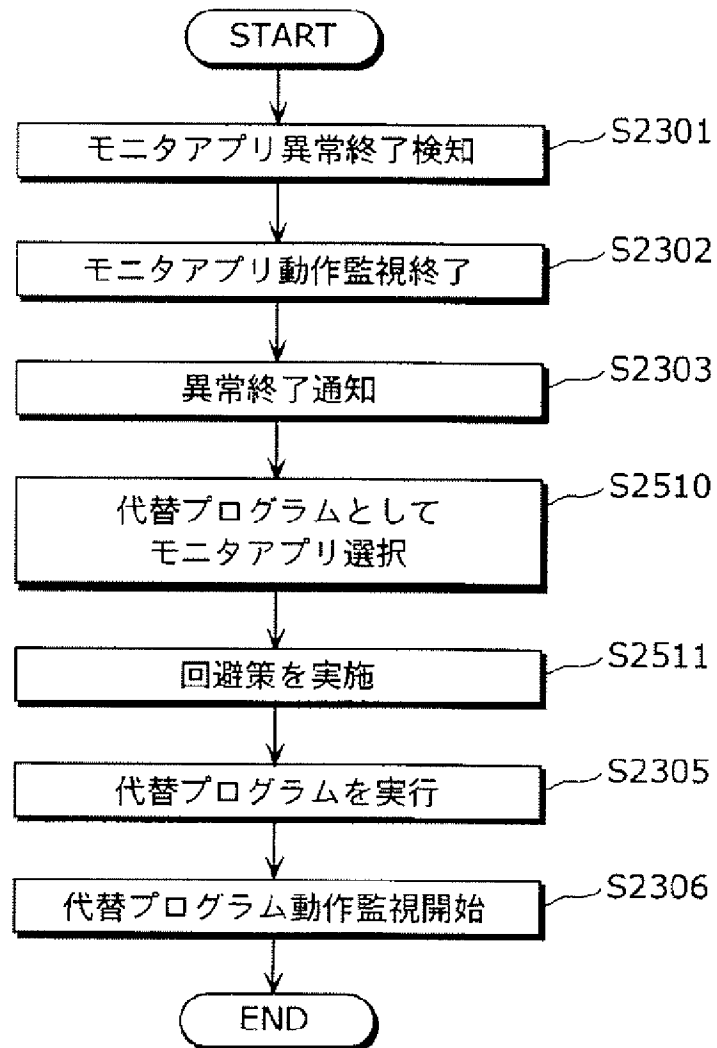 START
モニタアプリ異常終了検知
S2301
モニタアプリ動作監視終了
S2302
異常終了通知
S2303
代替プログラムとして
モニタアプリ選択
S2510
回避策を実施
S2511
代替プログラムを実行
S2305
代替プログラム動作監視開始
S2306
END